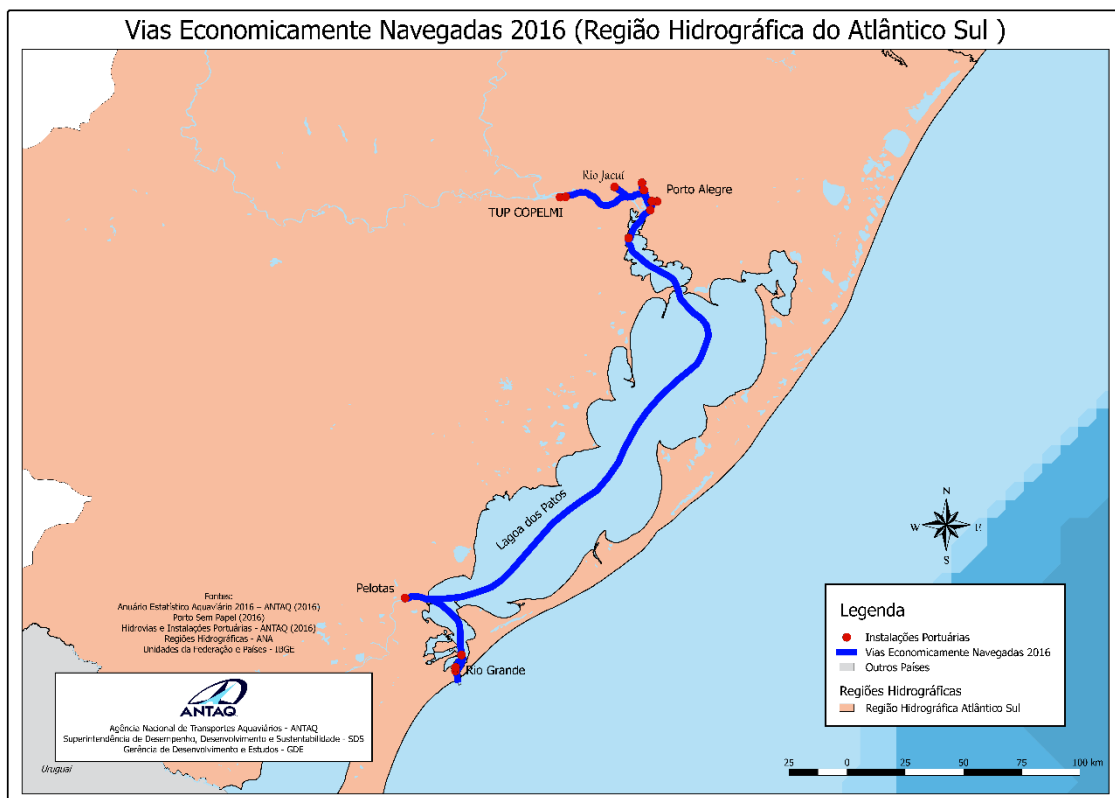 Vias Economicamente Navegadas 2016 (Região Hidrográfica do Atlântico Sul )
Rio Jacuí
Porto Alegre
TUP COPELMI
Lagoa dos Patos
Pelotas
Rio Grande
Fontes:
Anuário Estatístico Aquaviário 2016 – ANTAQ (2016)
Porto Sem Papel (2016)
Hidrovias e Instalações Portuárias - ANTAQ (2016)
Regiões Hidrográficas - ANA
Unidades da Federação e Países - IBGE
ANTAQ
Agência Nacional de Transportes Aquaviários - ANTAQ
Superintendência de Desempenho, Desenvolvimento e Sustentabilidade - SDS
Gerência de Desenvolvimento e Estudos - GDE
Uruguai
N
W E
S
Legenda
Instalações Portuárias
Vias Economicamente Navegadas 2016
Outros Países
Regiões Hidrográficas
Região Hidrográfica Atlântico Sul
25 0 25 50 75 100 km